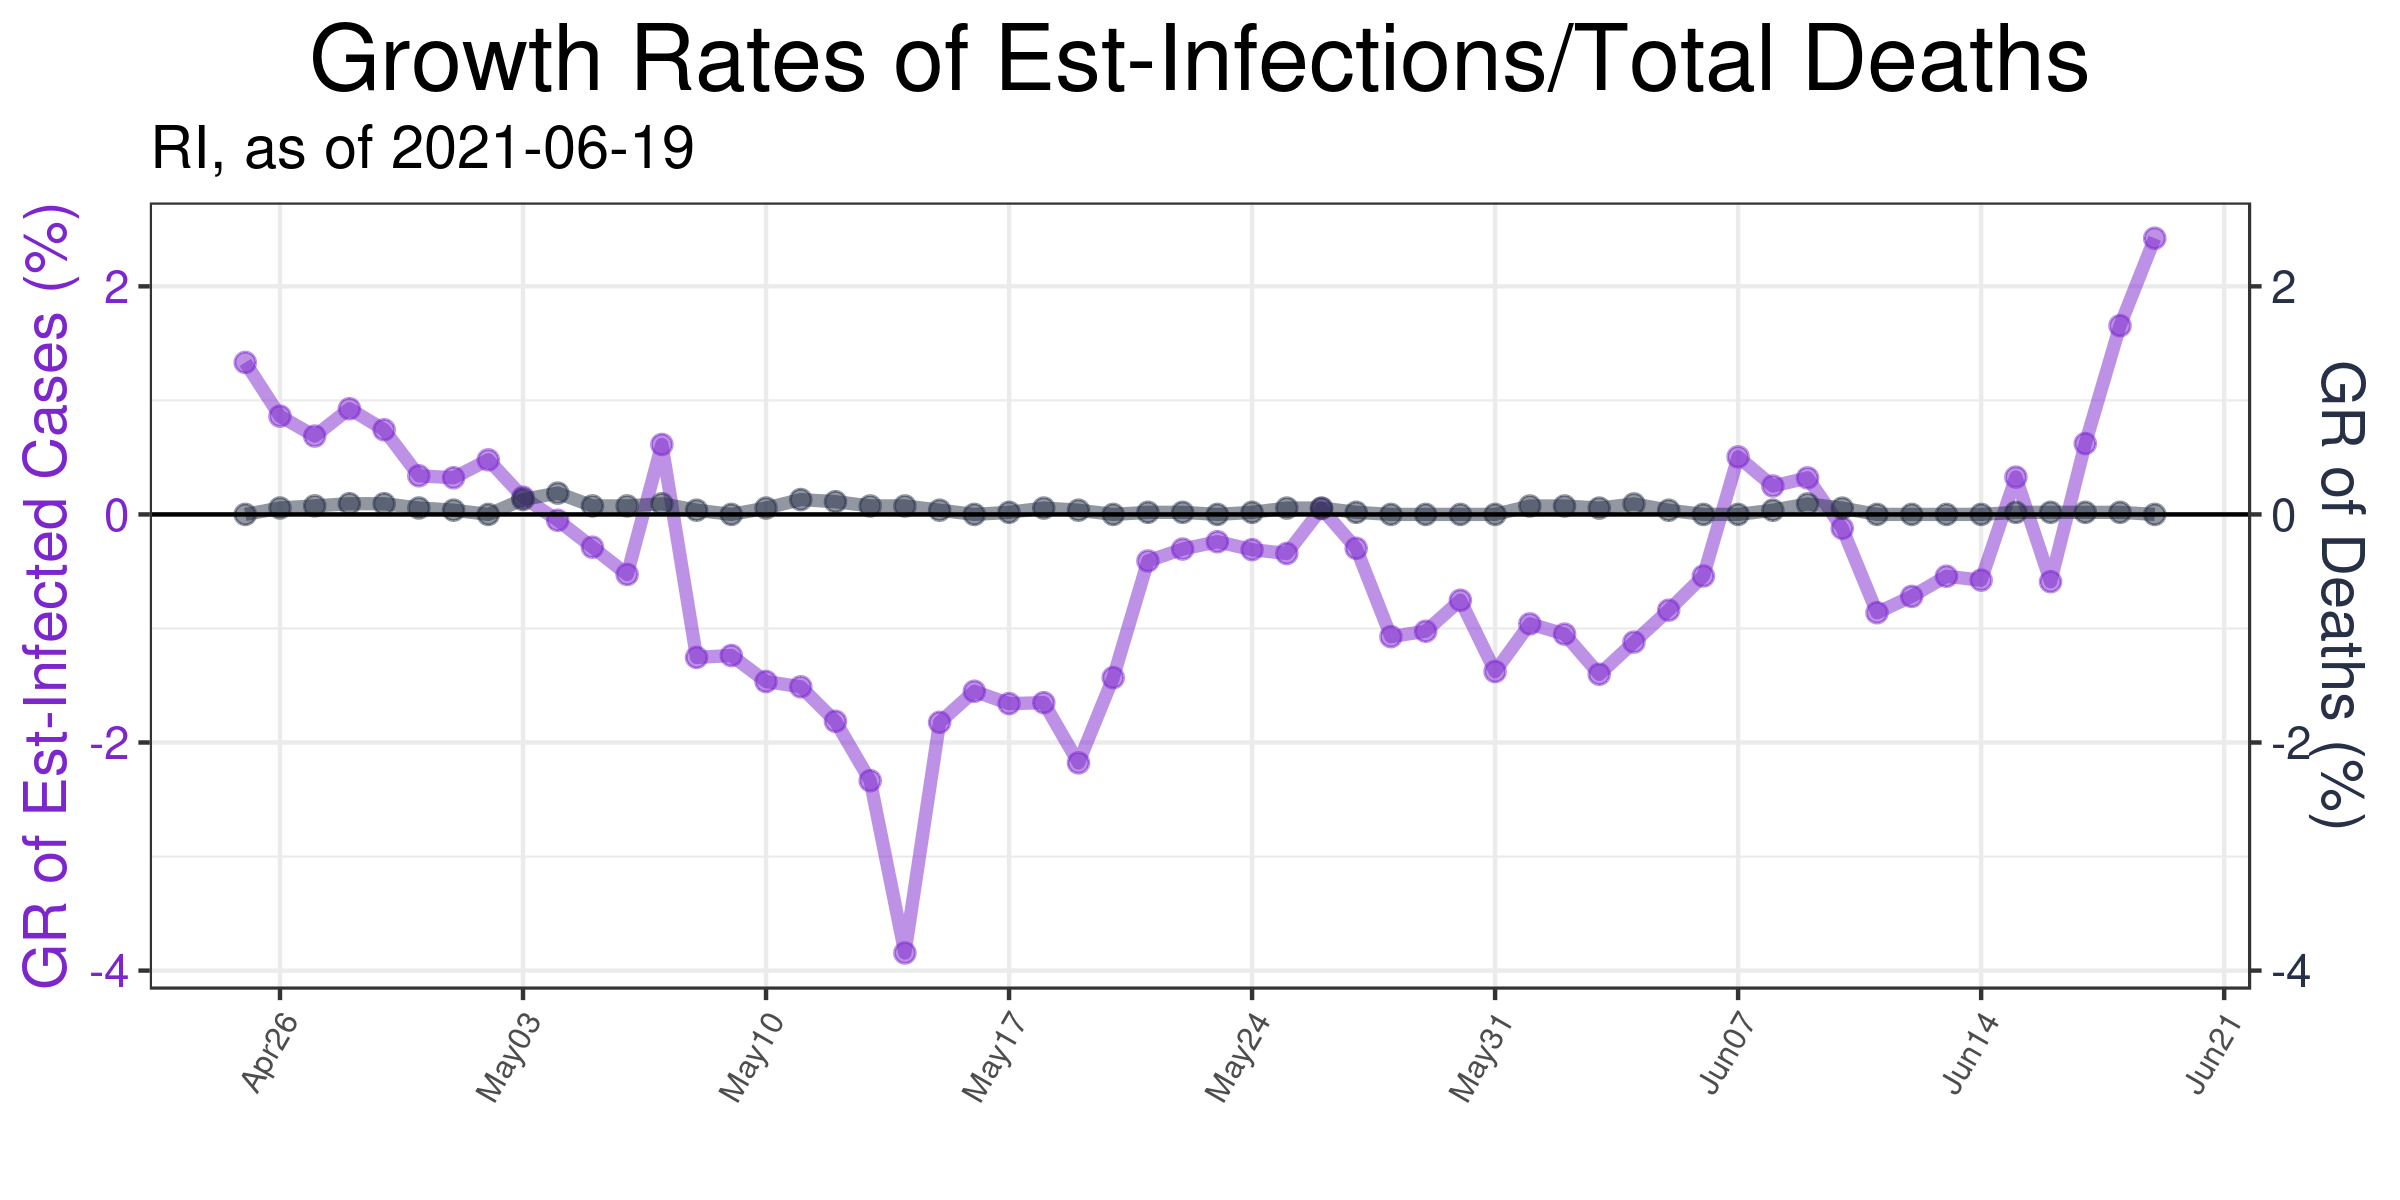 Growth Rates of Est-Infections/Total Deaths
RI, as of 2021-06-19
GR of Est-Infected Cases (%)
2
0
-2
-4
2
0
-2
-4
GR of Deaths (%)
Apr26
May03
May10
May17
May24
May31
Jun07
Jun14
Jun21